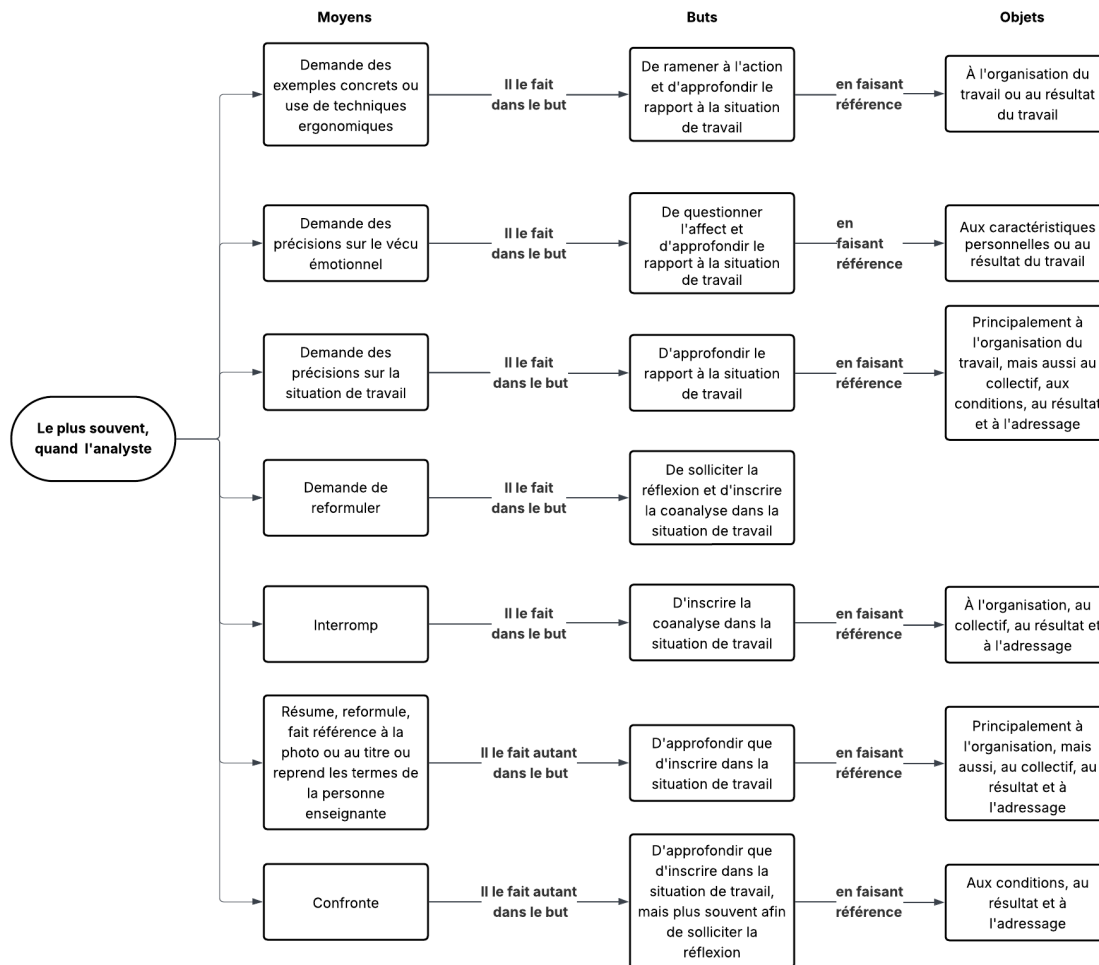 Moyens
Buts
Objets
Le plus souvent,
quand l'analyste
Demande des
exemples concrets ou
use de techniques
ergonomiques
Il le fait
dans le but
De ramener à l'action
et d'approfondir le
rapport à la situation
de travail
en faisant
référence
À l'organisation du
travail ou au résultat
du travail
Demande des
précisions sur le vécu
émotionnel
Il le fait
dans le but
De questionner
l'affect et
d'approfondir le
rapport à la situation
de travail
en
faisant
référence
Aux caractéristiques
personnelles ou au
résultat du travail
Demande des
précisions sur la
situation de travail
Il le fait
dans le but
D'approfondir le
rapport à la situation
de travail
en faisant
référence
Principalement à
l'organisation du
travail, mais aussi au
collectif, aux
conditions, au résultat
et à l'adressage
Demande de
reformuler
Il le fait
dans le but
De solliciter la
réflexion et d'inscrire
la coanalyse dans la
situation de travail
Interromp
Il le fait
dans le but
D'inscrire la
coanalyse dans la
situation de travail
en faisant
référence
À l'organisation, au
collectif, au résultat et
à l'adressage
Résume, reformule,
fait référence à la
photo ou au titre ou
reprend les termes de
la personne
enseignante
Il le fait autant
dans le but
D'approfondir que
d'inscrire dans la
situation de travail
en faisant
référence
Principalement à
l'organisation, mais
aussi, au collectif, au
résultat et à
l'adressage
Confronte
Il le fait autant
dans le but
D'approfondir que
d'inscrire dans la
situation de travail,
mais plus souvent afin
de solliciter la
réflexion
en faisant
référence
Aux conditions, au
résultat et à
l'adressage